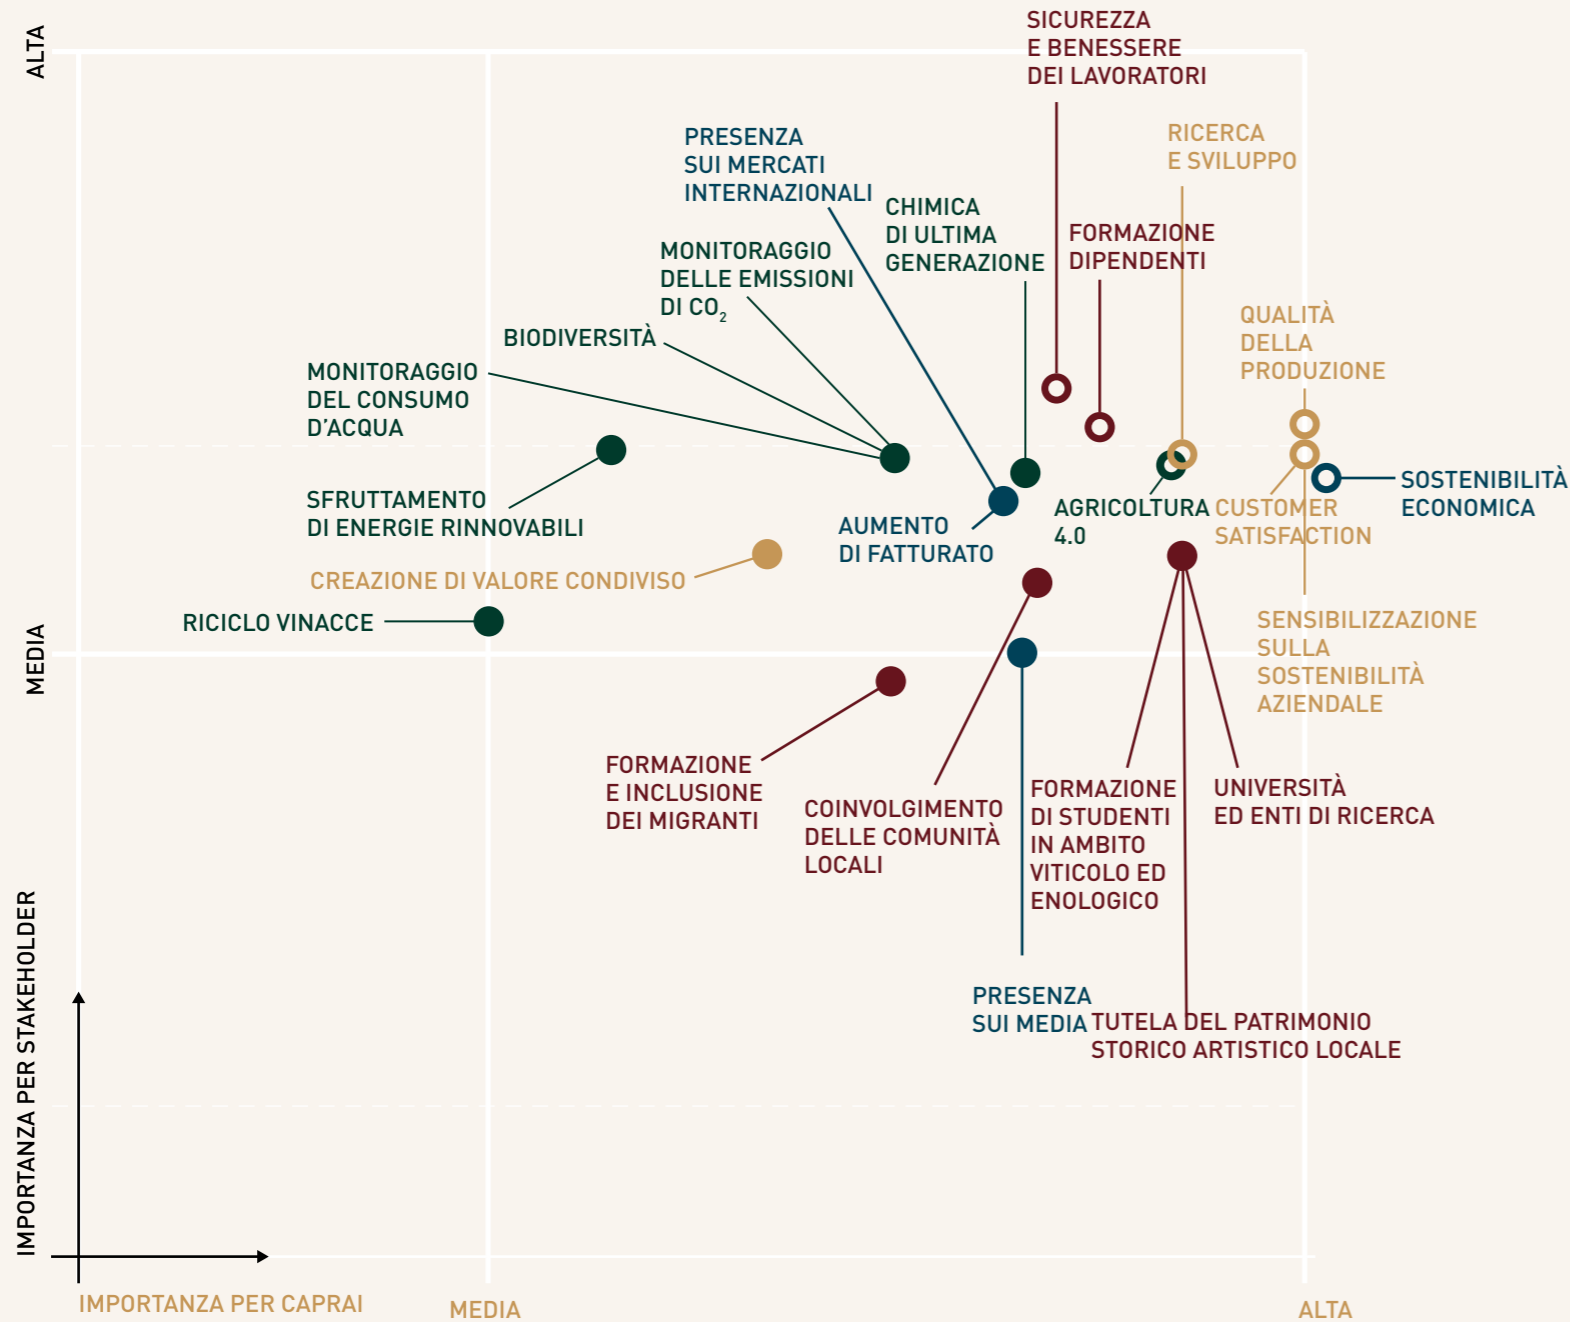 ALTA
SICUREZZA
E BENESSERE
DEI LAVORATORI
RICERCA
E SVILUPPO
PRESENZA
SUI MERCATI
INTERNAZIONALI
CHIMICA
DI ULTIMA
GENERAZIONE
FORMAZIONE
DIPENDENTI
MONITORAGGIO
DELLE EMISSIONI
DI CO₂
BIODIVERSITÀ
QUALITÀ
DELLA
PRODUZIONE
MONITORAGGIO
DEL CONSUMO
D’ACQUA
SFRUTTAMENTO
DI ENERGIE RINNOVABILI
AUMENTO
DI FATTURATO
AGRICOLTURA
4.0
CUSTOMER
SATISFACTION
SOSTENIBILITÀ
ECONOMICA
CREAZIONE DI VALORE CONDIVISO
RICICLO VINACCE
MEDIA
SENSIBILIZZAZIONE
SULLA
SOSTENIBILITÀ
AZIENDALE
FORMAZIONE
E INCLUSIONE
DEI MIGRANTI
COINVOLGIMENTO
DELLE COMUNITÀ
LOCALI
FORMAZIONE
DI STUDENTI
IN AMBITO
VITICOLO ED
ENOLOGICO
UNIVERSITÀ
ED ENTI DI RICERCA
PRESENZA
SUI MEDIA
TUTELA DEL PATRIMONIO
STORICO ARTISTICO LOCALE
IMPORTANZA PER STAKEHOLDER
IMPORTANZA PER CAPRAI
MEDIA
ALTA